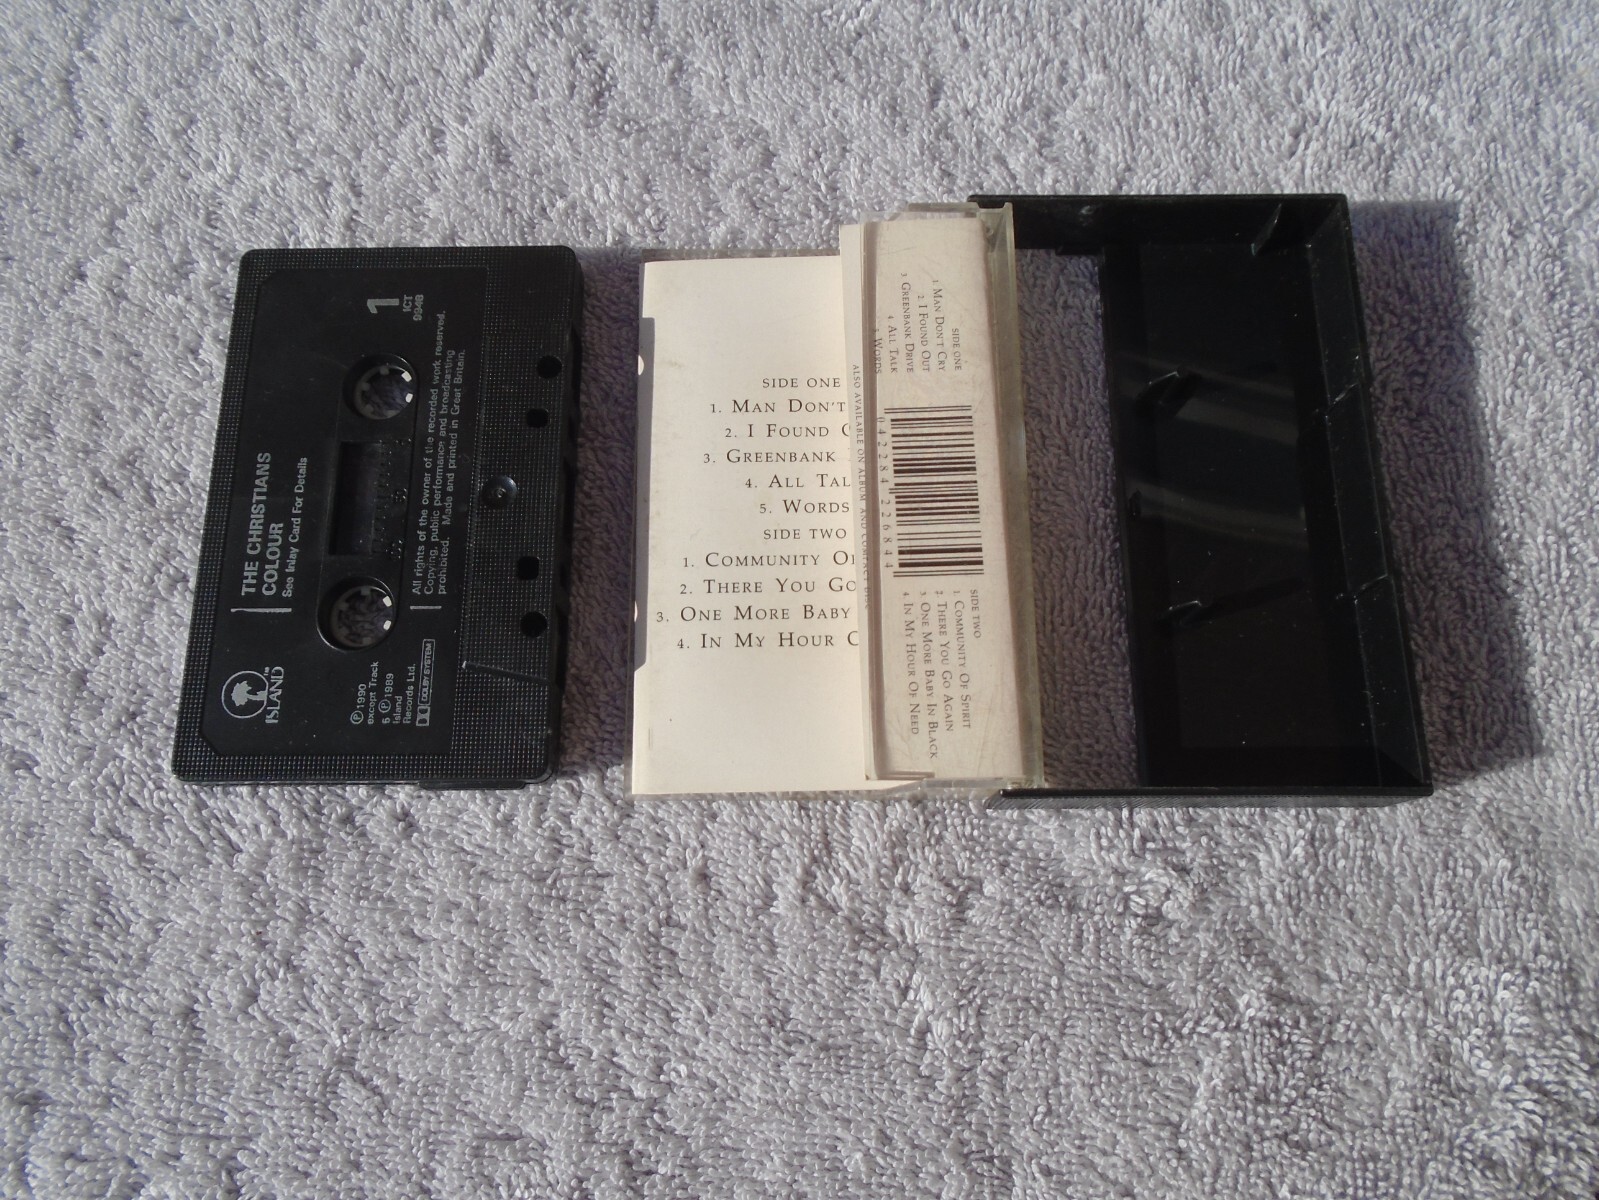 THE CHRISTIANS
COLOUR
See Inlay Card For Details
1
ICT
9948
ISLAND
℗1990
except Track
5 ℗1989
Island
Records Ltd.
DOLBY SYSTEM
All rights of the owner of the recorded work reserved.
Copying, public performance and broadcasting
prohibited. Made and printed in Great Britain.
SIDE ONE
1. MAN DON'T
2. I FOUND
3. GREENBANK
4. ALL TAL
5. WORDS
SIDE TWO
1. COMMUNITY OF
2. THERE YOU GO
3. ONE MORE BABY
4. IN MY HOUR
SIDE ONE
1. MAN DON'T CRY
2. I FOUND OUT
3. GREENBANK DRIVE
4. ALL TALK
5. WORDS
ALSO AVAILABLE ON ALBUM AND COMPACT DISC
042284226844
SIDE TWO
1. COMMUNITY OF SPIRIT
2. THERE YOU GO AGAIN
3. ONE MORE BABY IN BLACK
4. IN MY HOUR OF NEED